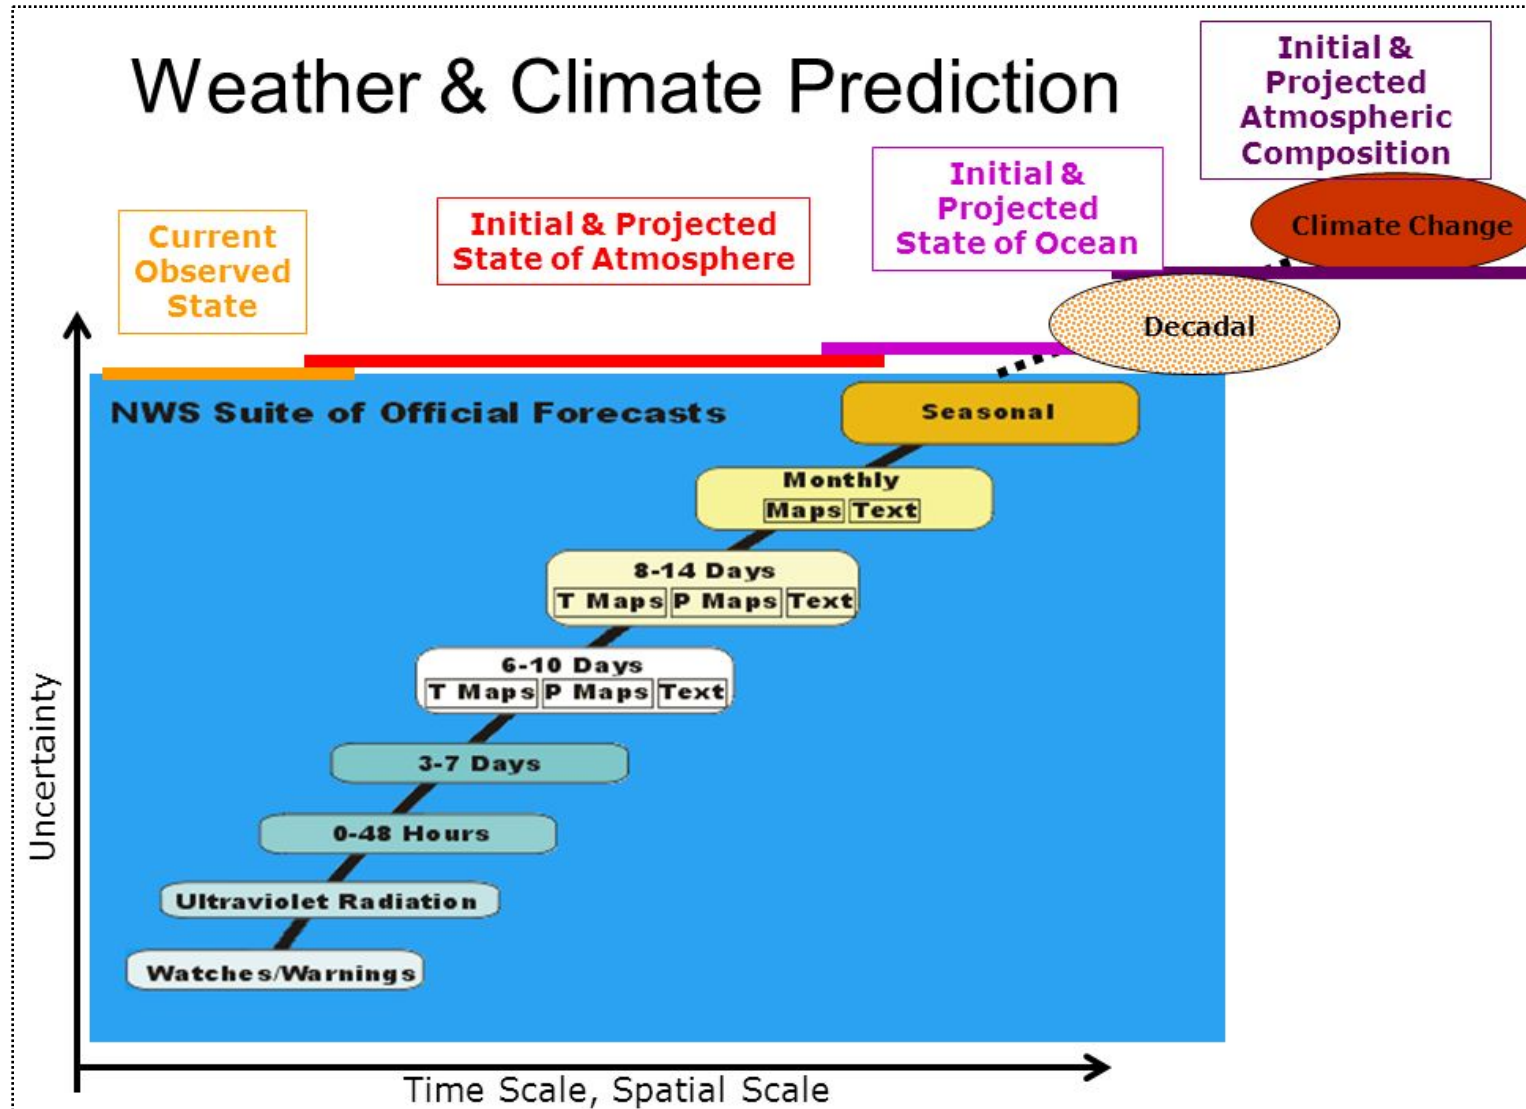 Weather & Climate Prediction
Initial &
Projected
Atmospheric
Composition
Initial &
Projected
State of Ocean
Initial & Projected
State of Atmosphere
Current
Observed
State
Climate Change
Decadal
NWS Suite of Official Forecasts
Seasonal
Monthly
Maps Text
8-14 Days
T Maps P Maps Text
6-10 Days
T Maps P Maps Text
3-7 Days
0-48 Hours
Ultraviolet Radiation
Watches/Warnings
Uncertainty
Time Scale, Spatial Scale